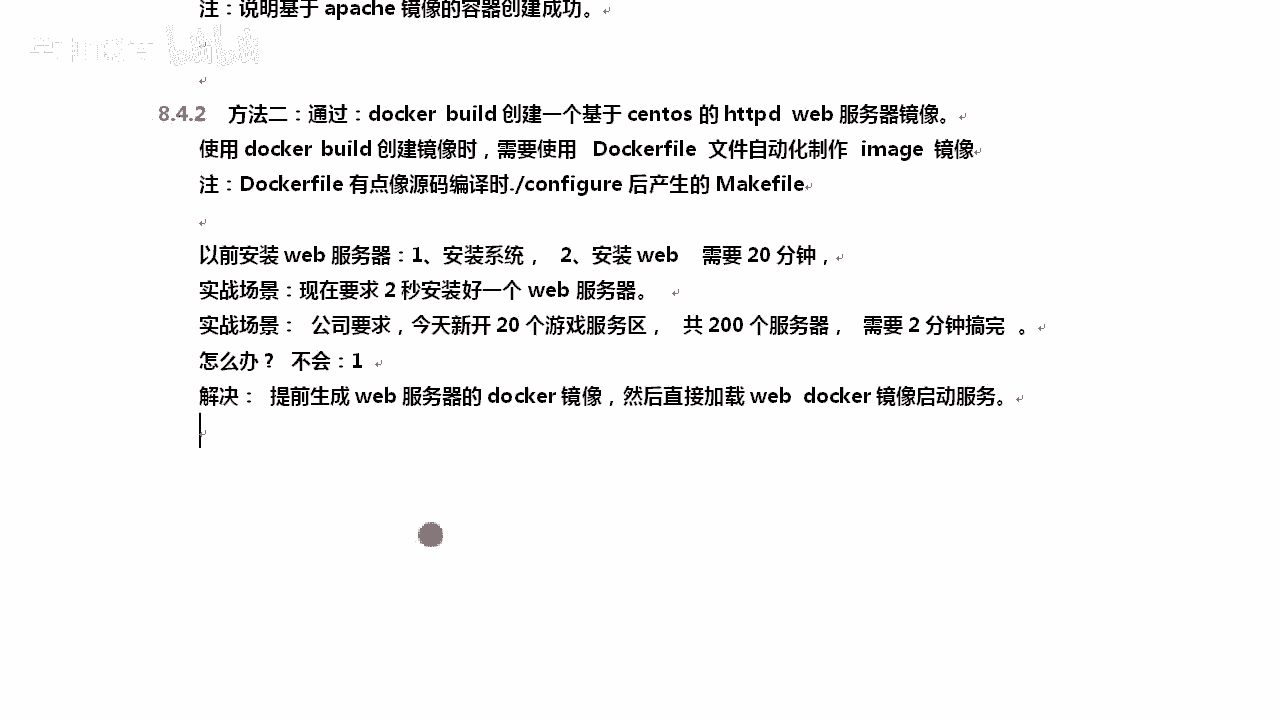 注：说明基于 apache 镜像的容器创建成功。
8.4.2 方法二：通过：docker build 创建一个基于 centos 的 httpd web 服务器镜像。
使用 docker build 创建镜像时，需要使用 Dockerfile 文件自动化制作 image 镜像
注：Dockerfile 有点像源码编译时./configure 后产生的 Makefile
以前安装 web 服务器：1、安装系统， 2、安装 web 需要 20 分钟，
实战场景：现在要求 2 秒安装好一个 web 服务器。
实战场景： 公司要求，今天新开 20 个游戏服务区， 共 200 个服务器， 需要 2 分钟搞完 。
怎么办？ 不会：1
解决： 提前生成 web 服务器的 docker 镜像，然后直接加载 web docker 镜像启动服务。